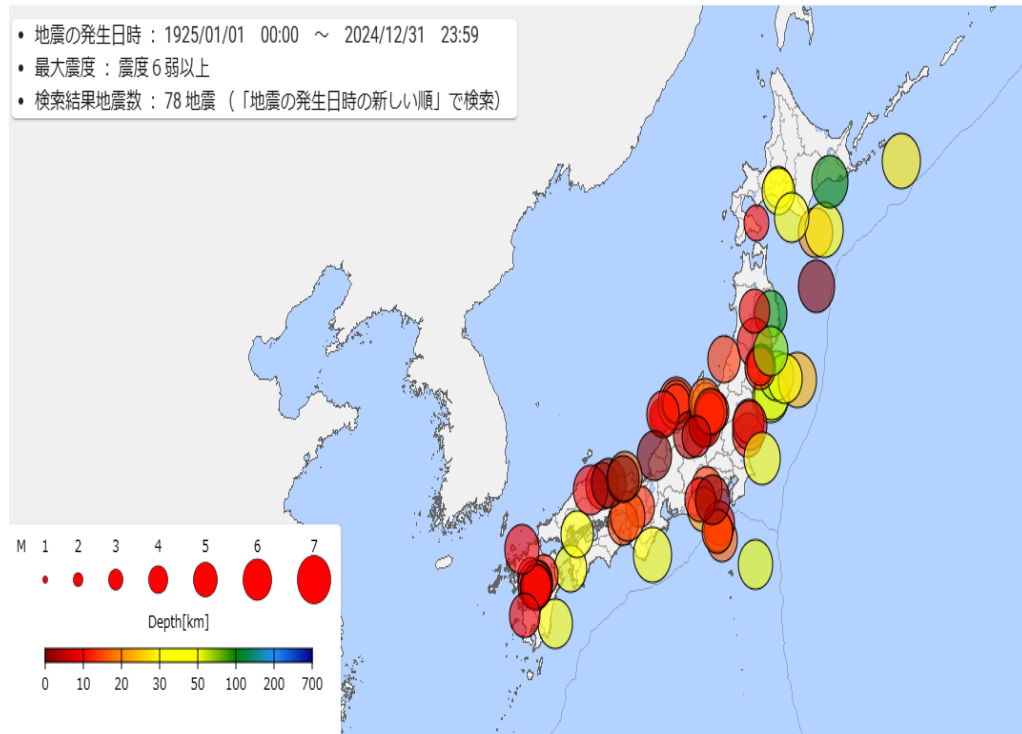 • 地震の発生日時 : 1925/01/01 00:00 ～ 2024/12/31 23:59
• 最大震度 : 震度６弱以上
• 検索結果地震数 : 78 地震 (「地震の発生日時の新しい順」で検索)
M 1 2 3 4 5 6 7
Depth[km]
0 10 20 30 50 100 200 700